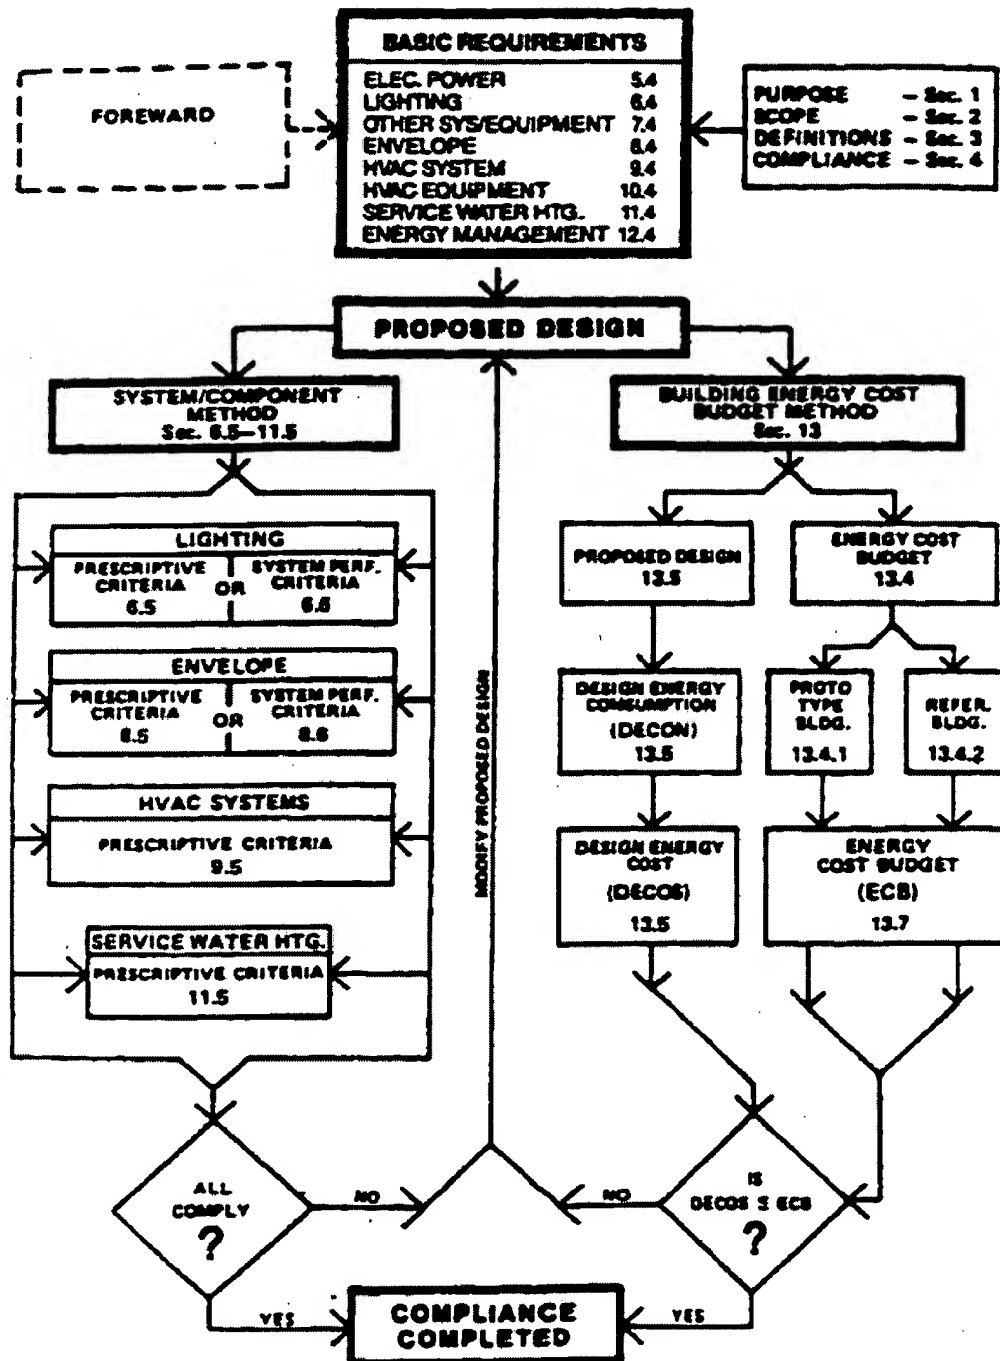 BASIC REQUIREMENTS
ELEC. POWER 5.4
LIGHTING 6.4
OTHER SYS/EQUIPMENT 7.4
ENVELOPE 8.4
HVAC SYSTEM 9.4
HVAC EQUIPMENT 10.4
SERVICE WATER HTG. 11.4
ENERGY MANAGEMENT 12.4
FOREWARD
PURPOSE – Sec. 1
SCOPE – Sec. 2
DEFINITIONS – Sec. 3
COMPLIANCE – Sec. 4
PROPOSED DESIGN
SYSTEM/COMPONENT
METHOD
Sec. 6.5–11.5
BUILDING ENERGY COST
BUDGET METHOD
Sec. 13
LIGHTING
PRESCRIPTIVE
CRITERIA
6.5
OR
SYSTEM PERF.
CRITERIA
6.6
ENVELOPE
PRESCRIPTIVE
CRITERIA
8.5
OR
SYSTEM PERF.
CRITERIA
8.6
HVAC SYSTEMS
PRESCRIPTIVE CRITERIA
9.5
SERVICE WATER HTG.
PRESCRIPTIVE CRITERIA
11.5
MODIFY PROPOSED DESIGN
PROPOSED DESIGN
13.5
ENERGY COST
BUDGET
13.4
DESIGN ENERGY
CONSUMPTION
(DECON)
13.5
PROTO
TYPE
BLDG.
13.4.1
REFER.
BLDG.
13.4.2
DESIGN ENERGY
COST
(DECOS)
13.5
ENERGY
COST BUDGET
(ECB)
13.7
ALL
COMPLY
?
NO
NO
IS
DECOS ≤ ECB
?
YES
YES
COMPLIANCE
COMPLETED